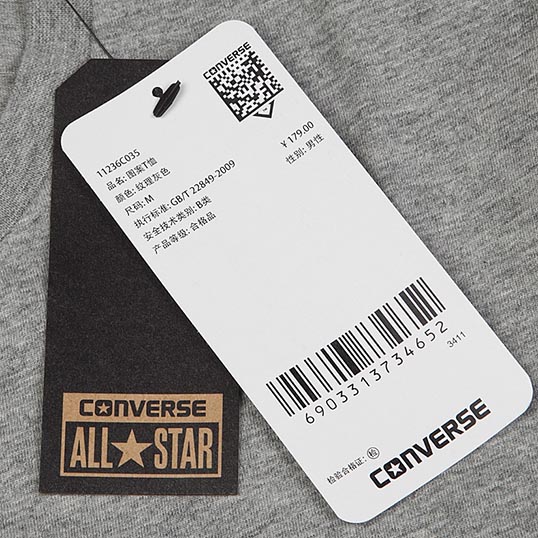 CONVERSE
11236C035
¥179.00
品名: 图案T恤
性别: 男性
颜色: 纹理灰色
尺码: M
执行标准: GB/T 22849-2009
安全技术类别: B类
产品等级: 合格品
6903313734652
3411
检验合格证: 检
CONVERSE
CONVERSE
ALL★STAR